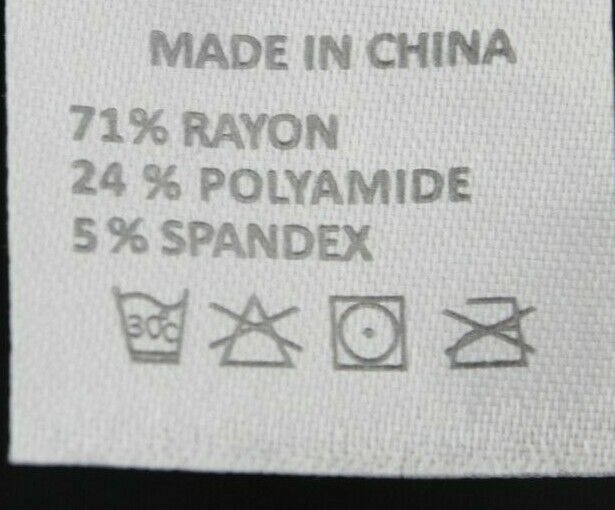 MADE IN CHINA
71% RAYON
24 % POLYAMIDE
5 % SPANDEX
30c